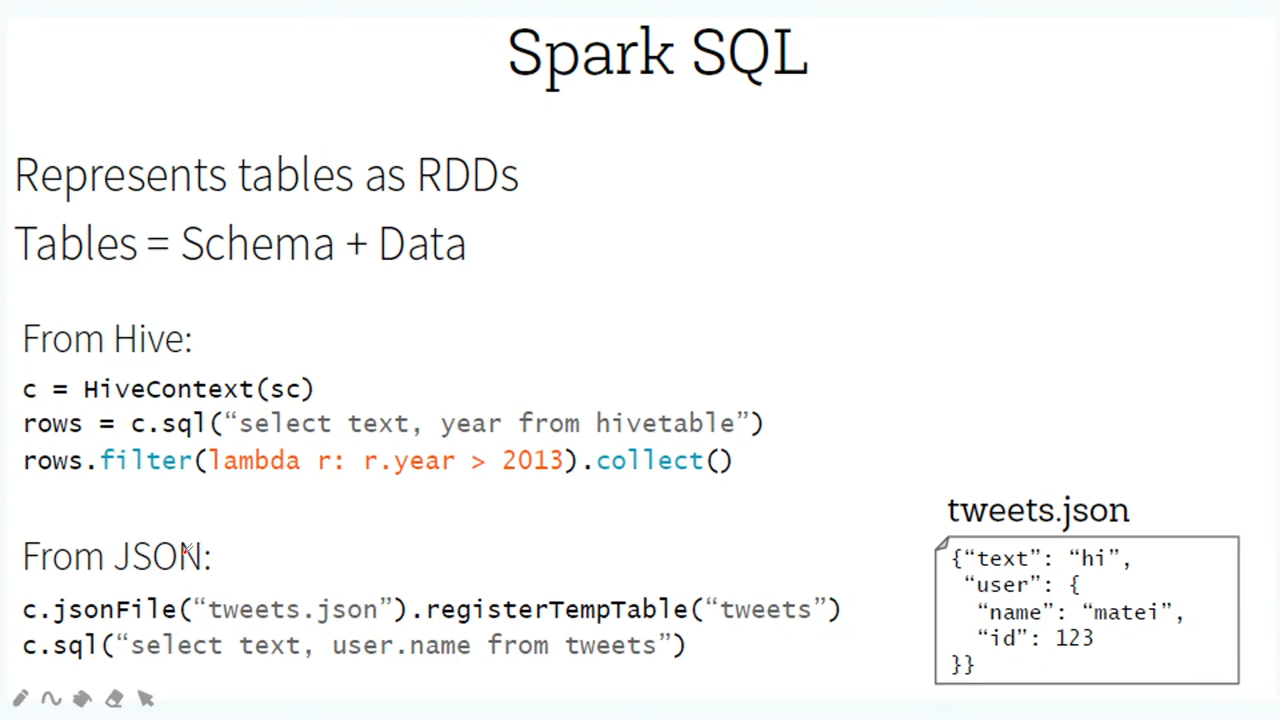 Spark SQL
Represents tables as RDDs
Tables = Schema + Data
From Hive:
c = HiveContext(sc)
rows = c.sql(“select text, year from hivetable”)
rows.filter(lambda r: r.year > 2013).collect()
From JSON:
c.jsonFile(“tweets.json”).registerTempTable(“tweets”)
c.sql(“select text, user.name from tweets”)
tweets.json
{“text”: “hi”,
“user”: {
“name”: “matei”,
“id”: 123
}}